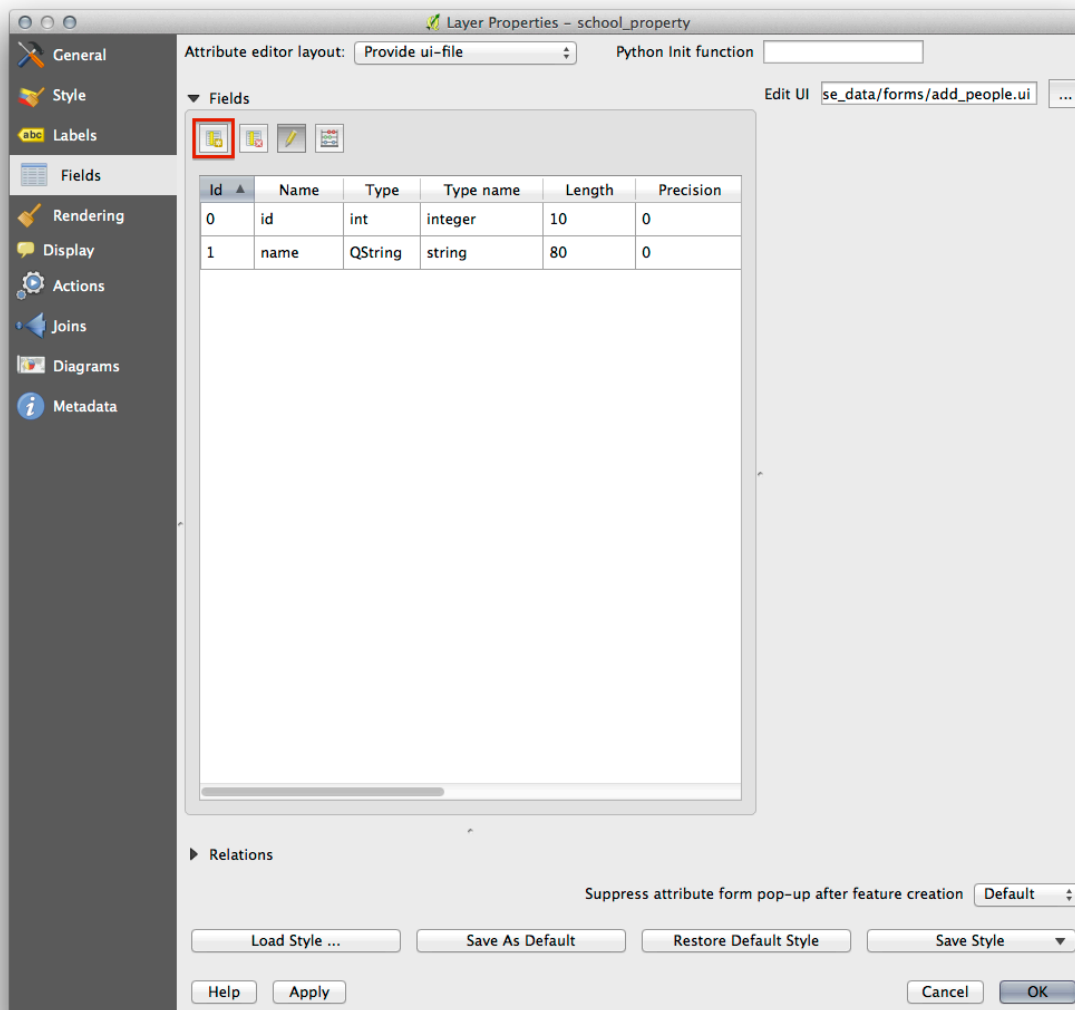 Layer Properties – school_property
General
Style
abc Labels
Fields
Rendering
Display
Actions
Joins
Diagrams
i Metadata
Attribute editor layout: Provide ui-file Python Init function
Fields
Edit UI se_data/forms/add_people.ui ...
Id Name Type Type name Length Precision
0 id int integer 10 0
1 name QString string 80 0
Relations
Suppress attribute form pop-up after feature creation Default
Load Style ... Save As Default Restore Default Style Save Style
Help Apply Cancel OK